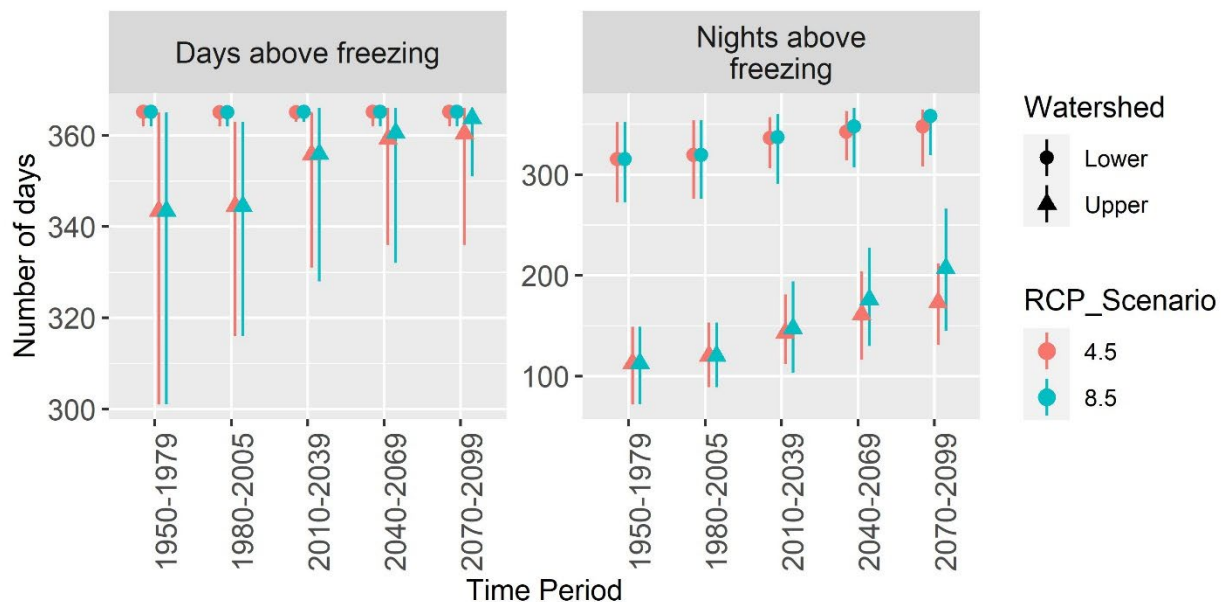 Days above freezing
Nights above
freezing
Number of days
360
340
320
300
300
200
100
1950-1979
1980-2005
2010-2039
2040-2069
2070-2099
1950-1979
1980-2005
2010-2039
2040-2069
2070-2099
Time Period
Watershed
Lower
Upper
RCP_Scenario
4.5
8.5